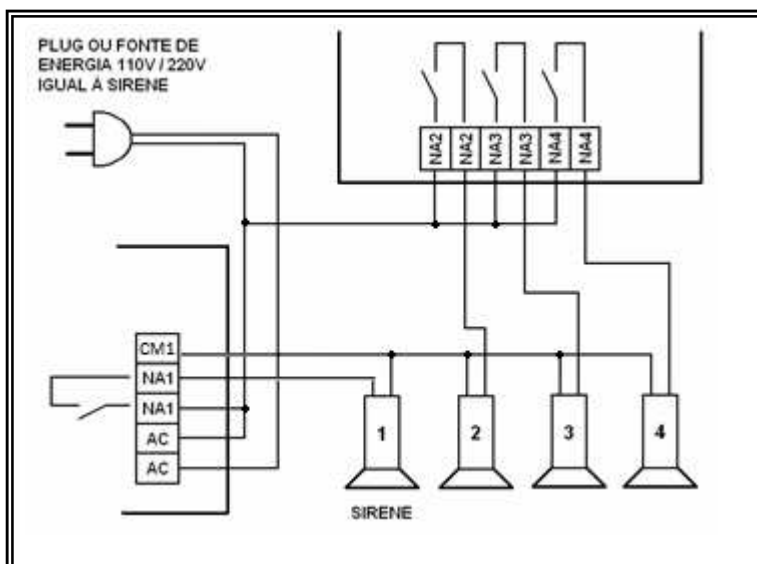 PLUG OU FONTE DE
ENERGIA 110V / 220V
IGUAL À SIRENE
NA2
NA2
NA3
NA3
NA4
NA4
CM1
NA1
NA1
AC
AC
1
2
3
4
SIRENE